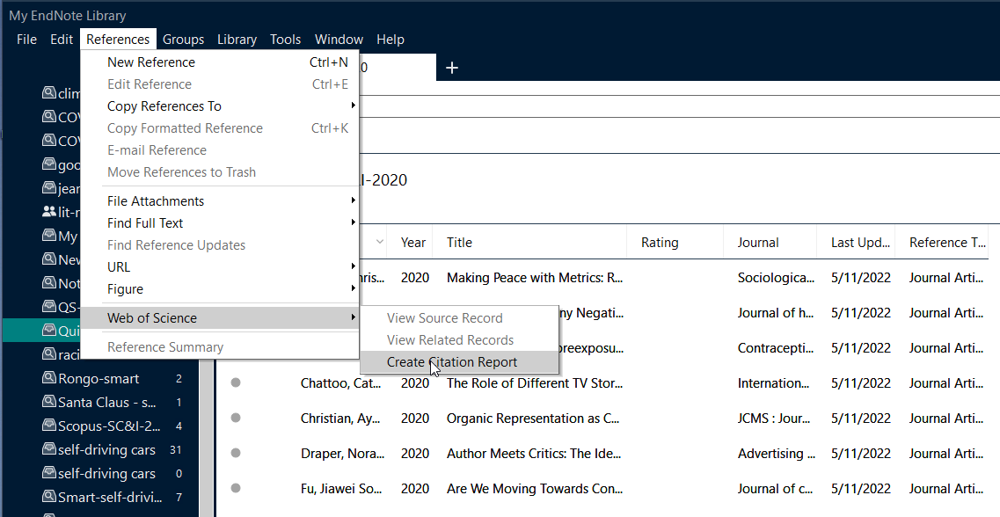 My EndNote Library
File Edit References Groups Library Tools Window Help
New Reference Ctrl+N
Edit Reference Ctrl+E
Copy References To
Copy Formatted Reference Ctrl+K
E-mail Reference
Move References to Trash
File Attachments
Find Full Text
Find Reference Updates
URL
Figure
Web of Science
Reference Summary
View Source Record
View Related Records
Create Citation Report
0 +
clim
COV
COV
goo
jear
lit-r
My
New
Not
QS-
Qui
raci
Rongo-smart 2
Santa Claus - s... 1
Scopus-SC&I-2... 4
self-driving cars 31
self-driving cars 0
Smart-self-drivi... 7
I-2020
Year Title Rating Journal Last Upd... Reference T...
ris... 2020 Making Peace with Metrics: R... Sociologica... 5/11/2022 Journal Arti...
ny Negati... Journal of h... 5/11/2022 Journal Arti...
preexposu... Contracepti... 5/11/2022 Journal Arti...
Chattoo, Cat... 2020 The Role of Different TV Stor... Internation... 5/11/2022 Journal Arti...
Christian, Ay... 2020 Organic Representation as C... JCMS : Jour... 5/11/2022 Journal Arti...
Draper, Nora... 2020 Author Meets Critics: The Ide... Advertising ... 5/11/2022 Journal Arti...
Fu, Jiawei So... 2020 Are We Moving Towards Con... Journal of c... 5/11/2022 Journal Arti...